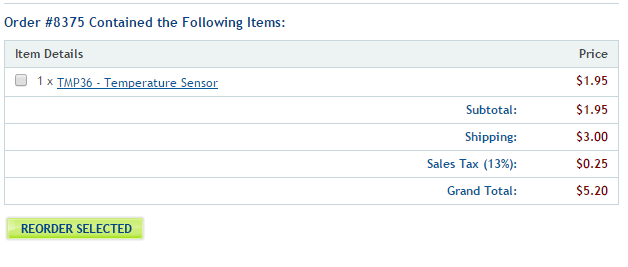 Order #8375 Contained the Following Items:
Item Details Price
1 x TMP36 - Temperature Sensor $1.95
Subtotal: $1.95
Shipping: $3.00
Sales Tax (13%): $0.25
Grand Total: $5.20
REORDER SELECTED